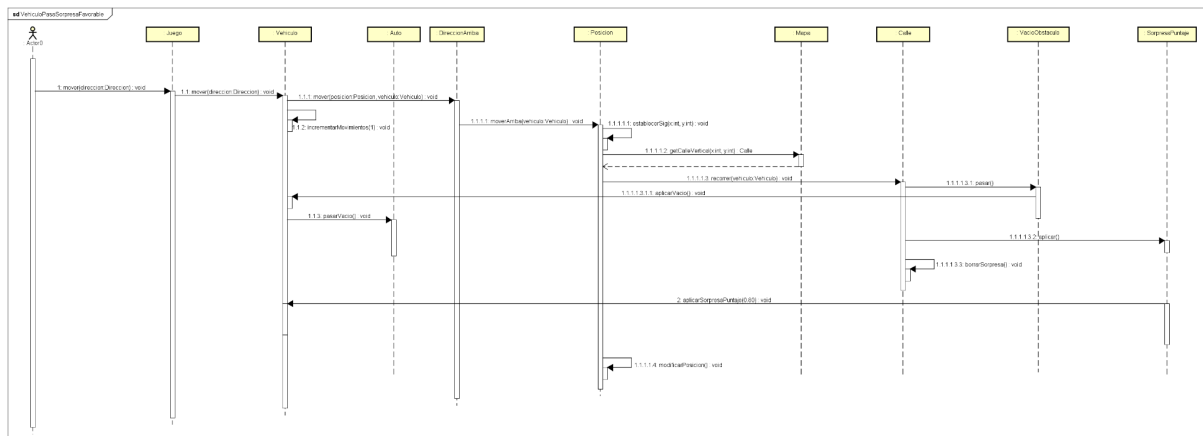 sd VehiculoPasaSorpresaFavorable
Actor0
Juego
Vehiculo
Auto
DireccionArriba
Posicion
Mapa
Calle
VacioObstaculo
SorpresaPuntaje
1: mover(direccion:Direccion) : void
1.1: mover(direccion:Direccion) : void
1.1.1: mover(posicion:Posicion, vehiculo:Vehiculo) : void
1.1.2: incrementarMovimientos(1) : void
1.1.1.1: moverArriba(vehiculo:Vehiculo) : void
1.1.1.1.1: establecerSig(x:int, y:int) : void
1.1.1.1.2: getCalleVertical(x:int, y:int) : Calle
1.1.1.1.3: recorrer(vehiculo:Vehiculo) : void
1.1.1.1.3.1: pasar()
1.1.1.1.3.1.1: aplicarVacio() : void
1.1.3: pasarVacio() : void
1.1.1.1.3.2: aplicar()
1.1.1.1.3.3: borrarSorpresa() : void
2: aplicarSorpresaPuntaje(0.80) : void
1.1.1.1.4: modificarPosicion() : void